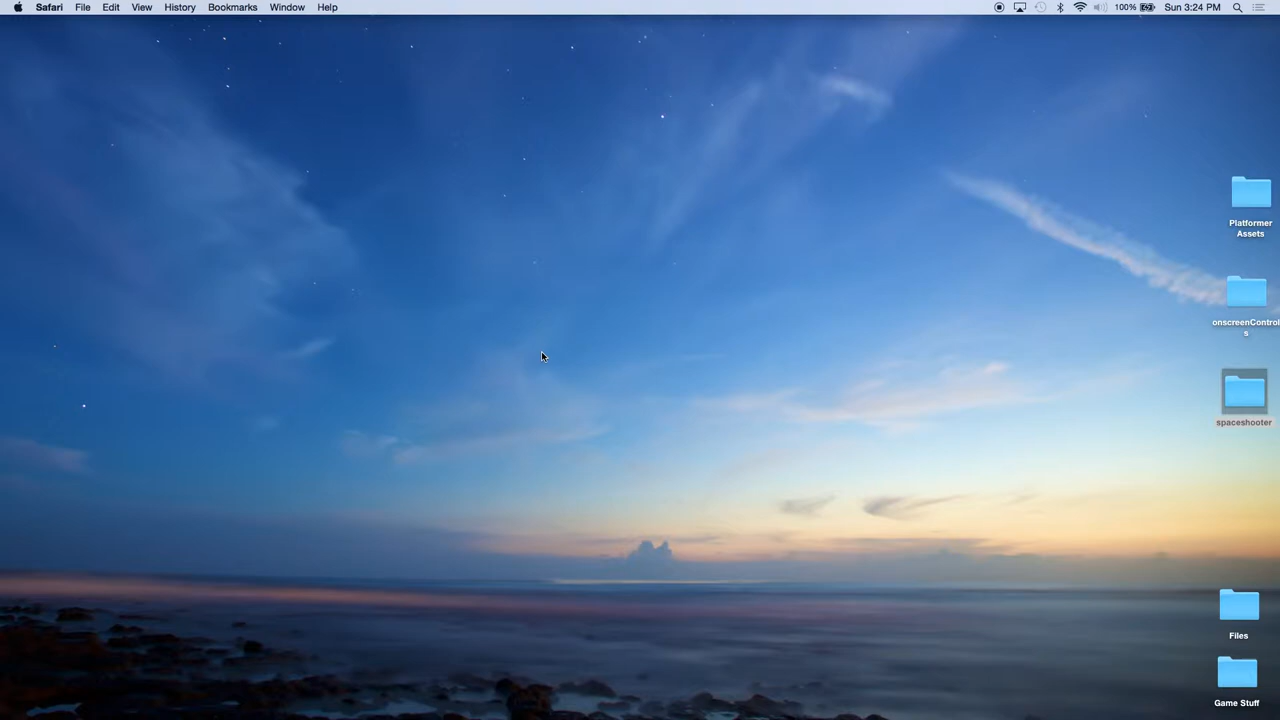 Safari File Edit View History Bookmarks Window Help 100% Sun 3:24 PM
Platformer
Assets
onscreenControl
s
spaceshooter
Files
Game Stuff